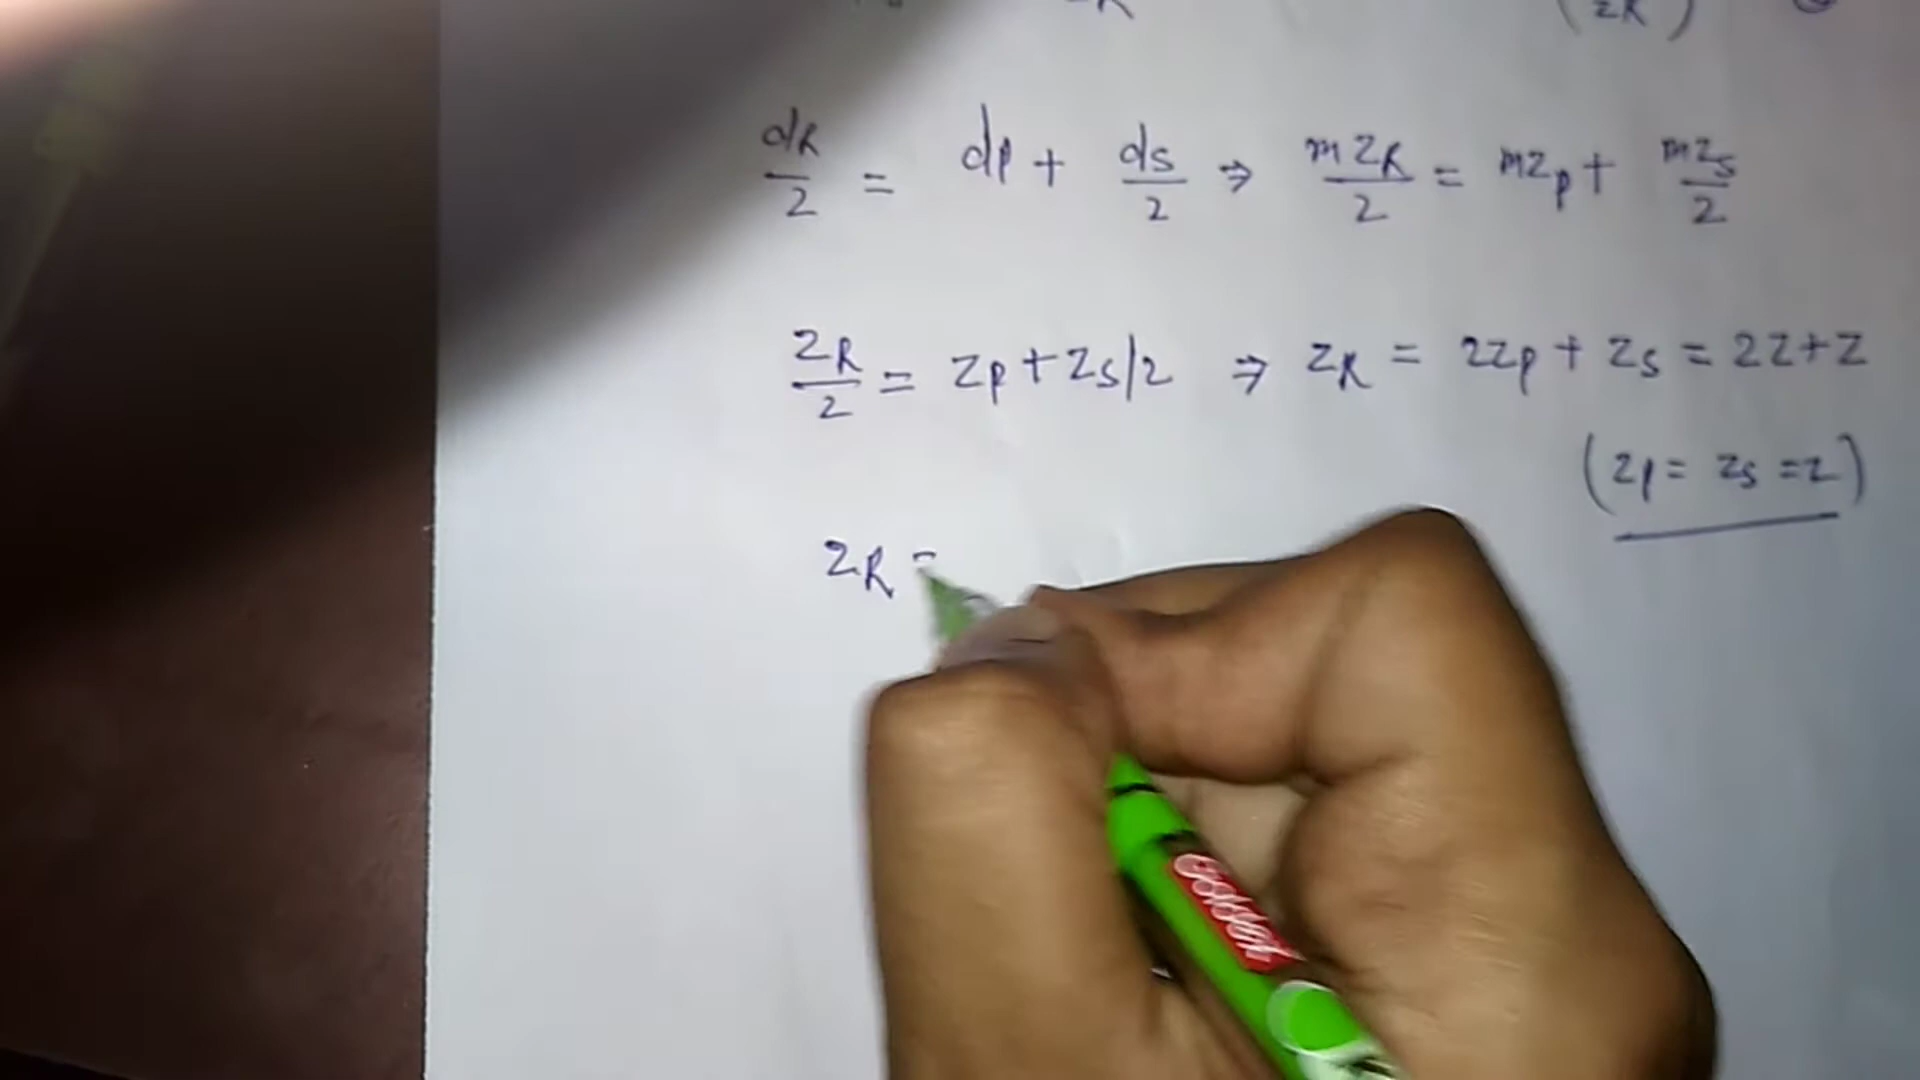 (zR)
dR/2 = dp + ds/2 ⇒ mzR/2 = mzp + mzs/2
zR/2 = zp + zs/2 ⇒ zR = 2zp + zs = 2z + z
(zp = zs = z)
zR =